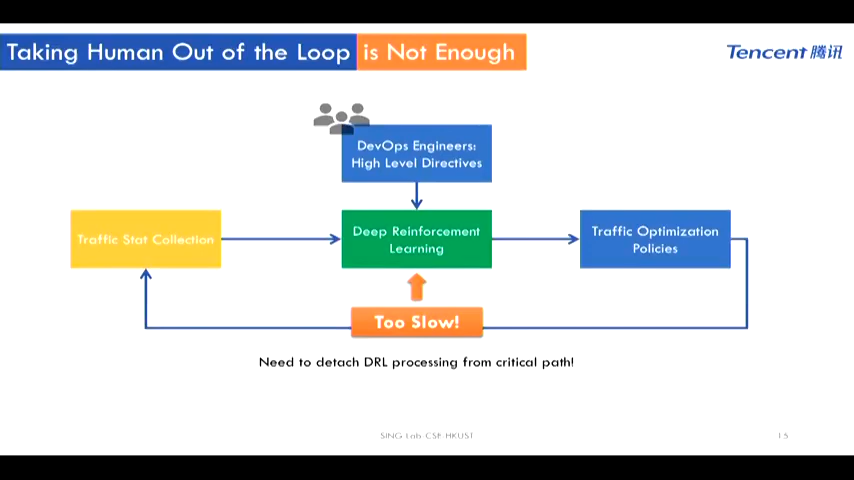 Taking Human Out of the Loop is Not Enough
Tencent 腾讯
DevOps Engineers:
High Level Directives
Traffic Stat Collection
Deep Reinforcement
Learning
Traffic Optimization
Policies
Too Slow!
Need to detach DRL processing from critical path!
SING Lab CSE HKUST
15